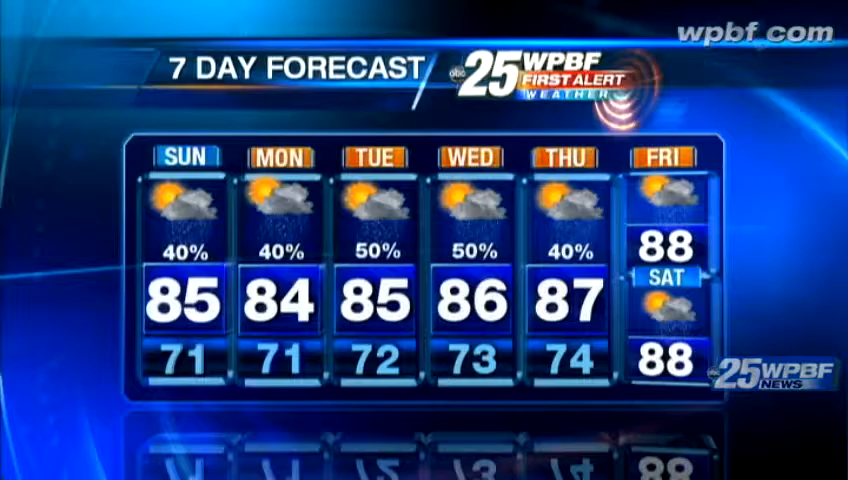 wpbf.com
7 DAY FORECAST
abc 25 WPBF
FIRST ALERT
WEATHER
SUN MON TUE WED THU FRI
40% 40% 50% 50% 40%
88
SAT
85 84 85 86 87
71 71 72 73 74
88
abc 25 WPBF
NEWS